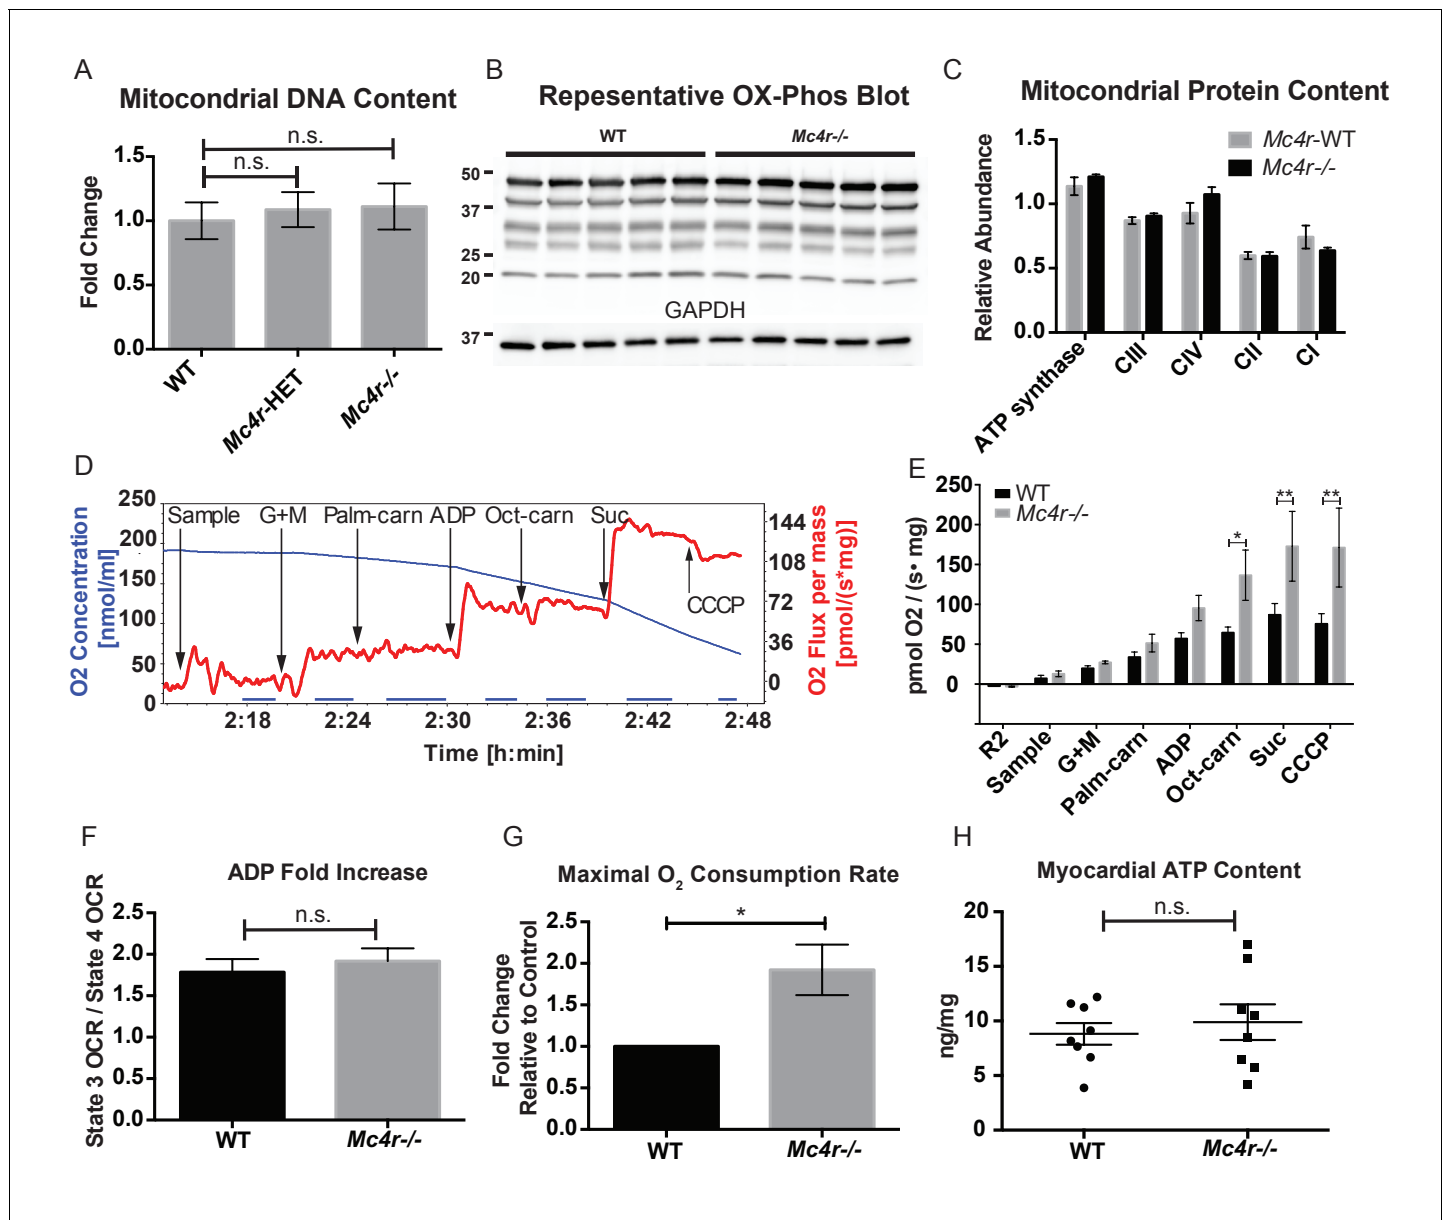 A
Mitocondrial DNA Content
n.s.
n.s.
Fold Change
1.5
1.0
0.5
0.0
WT
Mc4r-HET
Mc4r-/-
B
Repesentative OX-Phos Blot
WT
Mc4r-/-
50
37
25
20
GAPDH
37
C
Mitocondrial Protein Content
Mc4r-WT
Mc4r-/-
Relative Abundance
1.5
1.0
0.5
0.0
ATP synthase
CIII
CIV
CII
CI
D
O2 Concentration
[nmol/ml]
250
200
150
100
50
0
Sample
G+M
Palm-carn
ADP
Oct-carn
Suc
CCCP
144
108
72
36
0
O2 Flux per mass
[pmol/(s*mg)]
2:18
2:24
2:30
2:36
2:42
2:48
Time [h:min]
E
WT
Mc4r-/-
pmol O2 / (s• mg)
250
200
150
100
50
0
*
**
**
R2
Sample
G+M
Palm-carn
ADP
Oct-carn
Suc
CCCP
F
ADP Fold Increase
n.s.
State 3 OCR / State 4 OCR
2.5
2.0
1.5
1.0
0.5
0.0
WT
Mc4r-/-
G
Maximal O2 Consumption Rate
*
Fold Change
Relative to Control
2.5
2.0
1.5
1.0
0.5
0.0
WT
Mc4r-/-
H
Myocardial ATP Content
n.s.
ng/mg
20
15
10
5
0
WT
Mc4r-/-